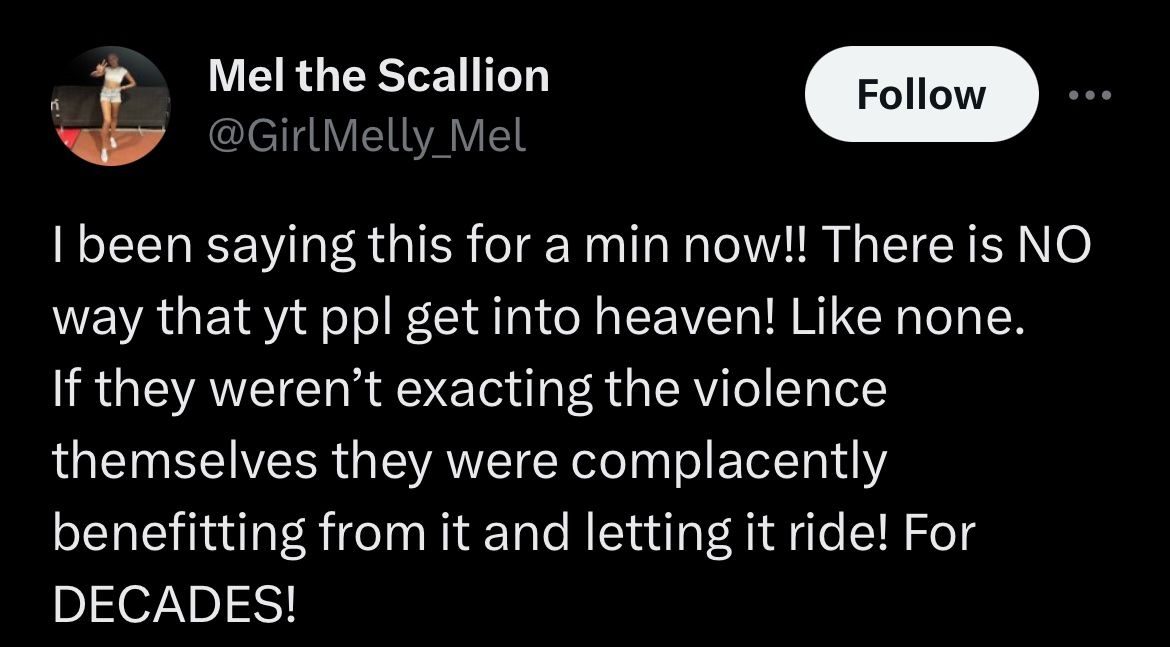 Mel the Scallion
@GirlMelly_Mel
Follow
I been saying this for a min now!! There is NO
way that yt ppl get into heaven! Like none.
If they weren’t exacting the violence
themselves they were complacently
benefitting from it and letting it ride! For
DECADES!